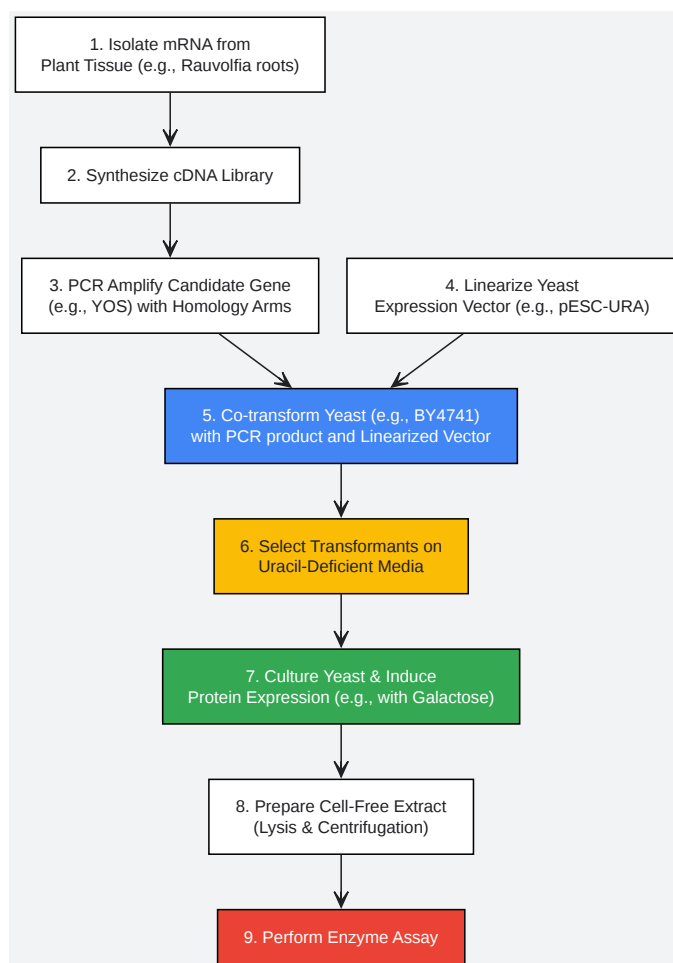 1. Isolate mRNA from
Plant Tissue (e.g., Rauvolfia roots)
2. Synthesize cDNA Library
3. PCR Amplify Candidate Gene
(e.g., YOS) with Homology Arms
4. Linearize Yeast
Expression Vector (e.g., pESC-URA)
5. Co-transform Yeast (e.g., BY4741)
with PCR product and Linearized Vector
6. Select Transformants on
Uracil-Deficient Media
7. Culture Yeast & Induce
Protein Expression (e.g., with Galactose)
8. Prepare Cell-Free Extract
(Lysis & Centrifugation)
9. Perform Enzyme Assay